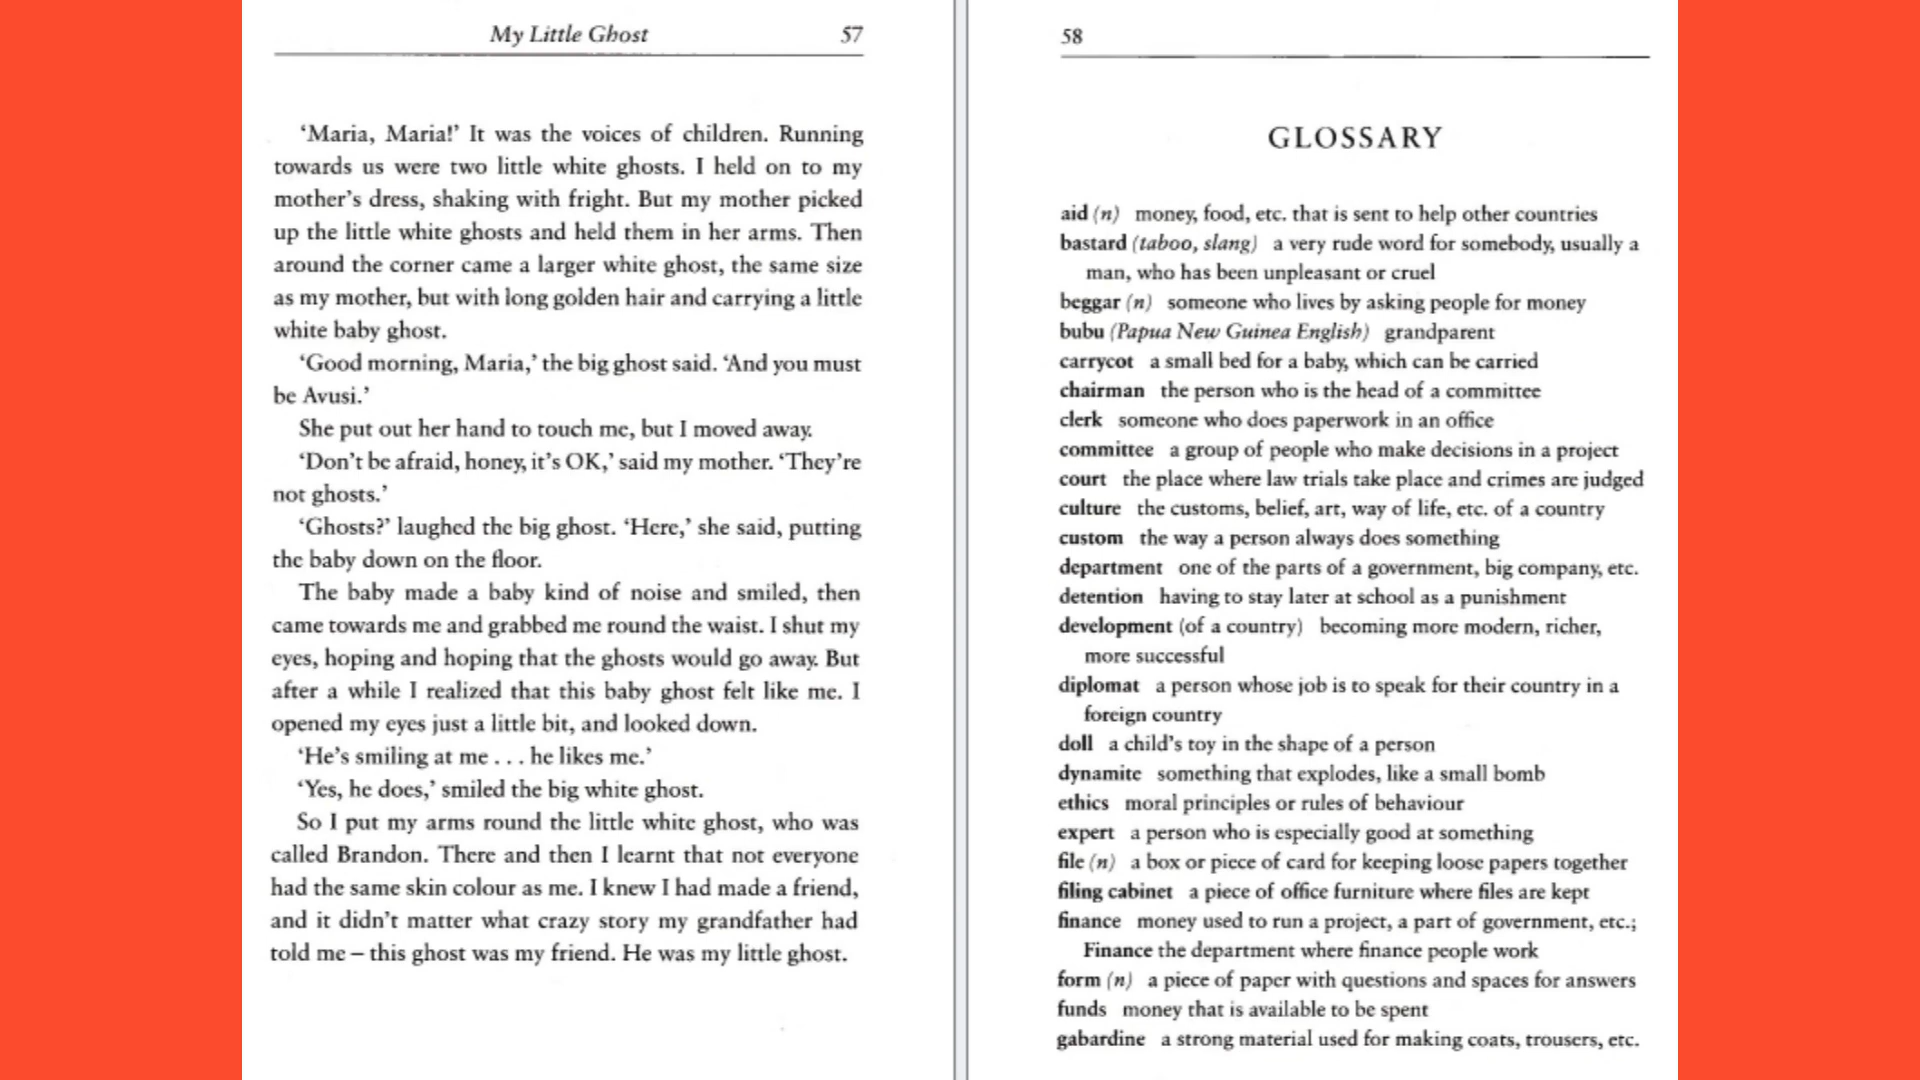 My Little Ghost 57
‘Maria, Maria!’ It was the voices of children. Running
towards us were two little white ghosts. I held on to my
mother’s dress, shaking with fright. But my mother picked
up the little white ghosts and held them in her arms. Then
around the corner came a larger white ghost, the same size
as my mother, but with long golden hair and carrying a little
white baby ghost.
‘Good morning, Maria,’ the big ghost said. ‘And you must
be Avusi.’
She put out her hand to touch me, but I moved away.
‘Don’t be afraid, honey, it’s OK,’ said my mother. ‘They’re
not ghosts.’
‘Ghosts?’ laughed the big ghost. ‘Here,’ she said, putting
the baby down on the floor.
The baby made a baby kind of noise and smiled, then
came towards me and grabbed me round the waist. I shut my
eyes, hoping and hoping that the ghosts would go away. But
after a while I realized that this baby ghost felt like me. I
opened my eyes just a little bit, and looked down.
‘He’s smiling at me . . . he likes me.’
‘Yes, he does,’ smiled the big white ghost.
So I put my arms round the little white ghost, who was
called Brandon. There and then I learnt that not everyone
had the same skin colour as me. I knew I had made a friend,
and it didn’t matter what crazy story my grandfather had
told me – this ghost was my friend. He was my little ghost.
58
GLOSSARY
aid (n) money, food, etc. that is sent to help other countries
bastard (taboo, slang) a very rude word for somebody, usually a
man, who has been unpleasant or cruel
beggar (n) someone who lives by asking people for money
bubu (Papua New Guinea English) grandparent
carrycot a small bed for a baby, which can be carried
chairman the person who is the head of a committee
clerk someone who does paperwork in an office
committee a group of people who make decisions in a project
court the place where law trials take place and crimes are judged
culture the customs, belief, art, way of life, etc. of a country
custom the way a person always does something
department one of the parts of a government, big company, etc.
detention having to stay later at school as a punishment
development (of a country) becoming more modern, richer,
more successful
diplomat a person whose job is to speak for their country in a
foreign country
doll a child’s toy in the shape of a person
dynamite something that explodes, like a small bomb
ethics moral principles or rules of behaviour
expert a person who is especially good at something
file (n) a box or piece of card for keeping loose papers together
filing cabinet a piece of office furniture where files are kept
finance money used to run a project, a part of government, etc.;
Finance the department where finance people work
form (n) a piece of paper with questions and spaces for answers
funds money that is available to be spent
gabardine a strong material used for making coats, trousers, etc.